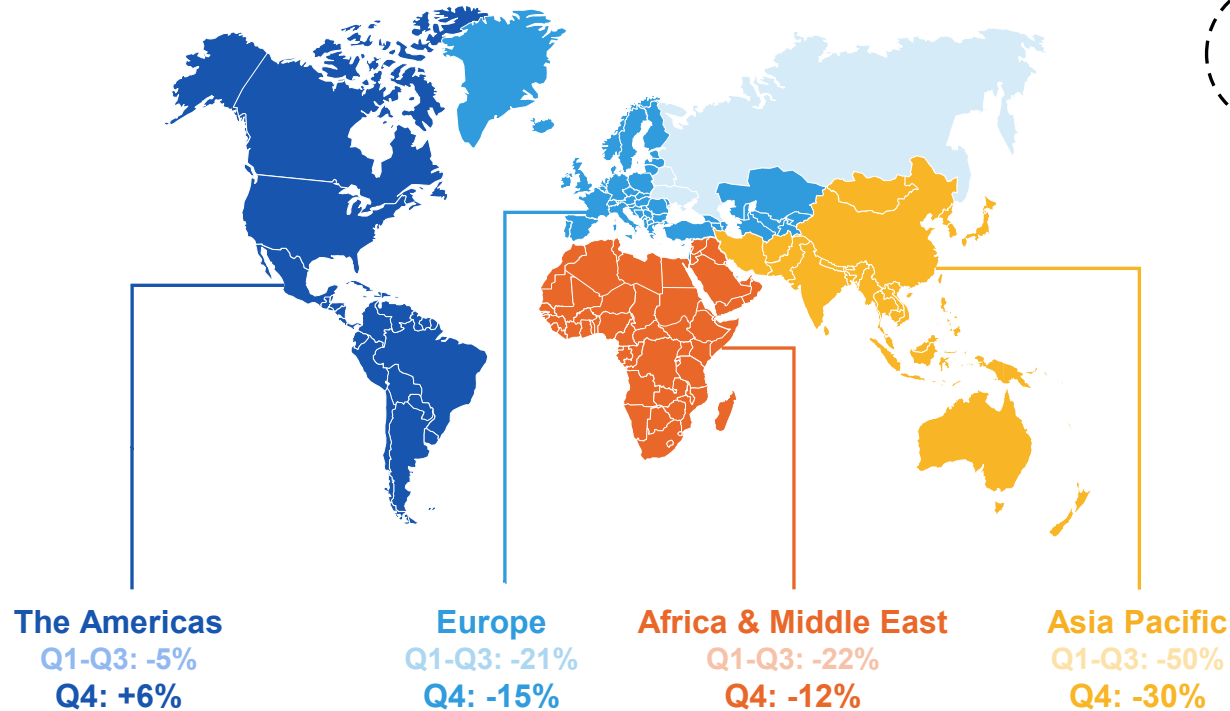 The Americas
Q1-Q3: -5%
Q4: +6%
Europe
Q1-Q3: -21%
Q4: -15%
Africa & Middle East
Q1-Q3: -22%
Q4: -12%
Asia Pacific
Q1-Q3: -50%
Q4: -30%